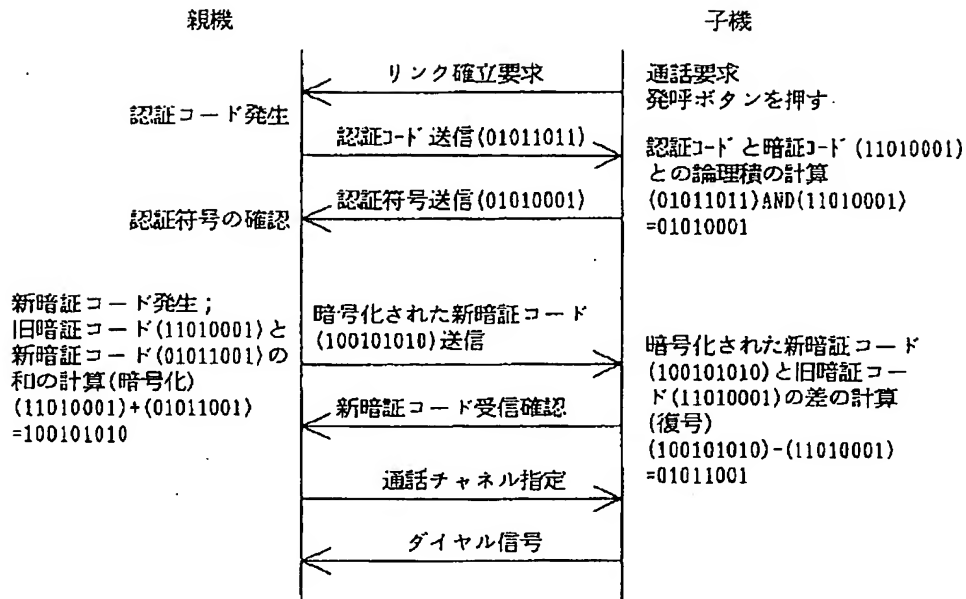 親機
子機
リンク確立要求
通話要求
発呼ボタンを押す
認証コード発生
認証コード送信(01011011)
認証コードと暗証コード(11010001)
との論理積の計算
(01011011)AND(11010001)
=01010001
認証符号送信(01010001)
認証符号の確認
新暗証コード発生；
旧暗証コード(11010001)と
新暗証コード(01011001)の
和の計算(暗号化)
(11010001)+(01011001)
=100101010
暗号化された新暗証コード
(100101010)送信
暗号化された新暗証コード
(100101010)と旧暗証コー
ド(11010001)の差の計算
(復号)
(100101010)-(11010001)
=01011001
新暗証コード受信確認
通話チャネル指定
ダイヤル信号